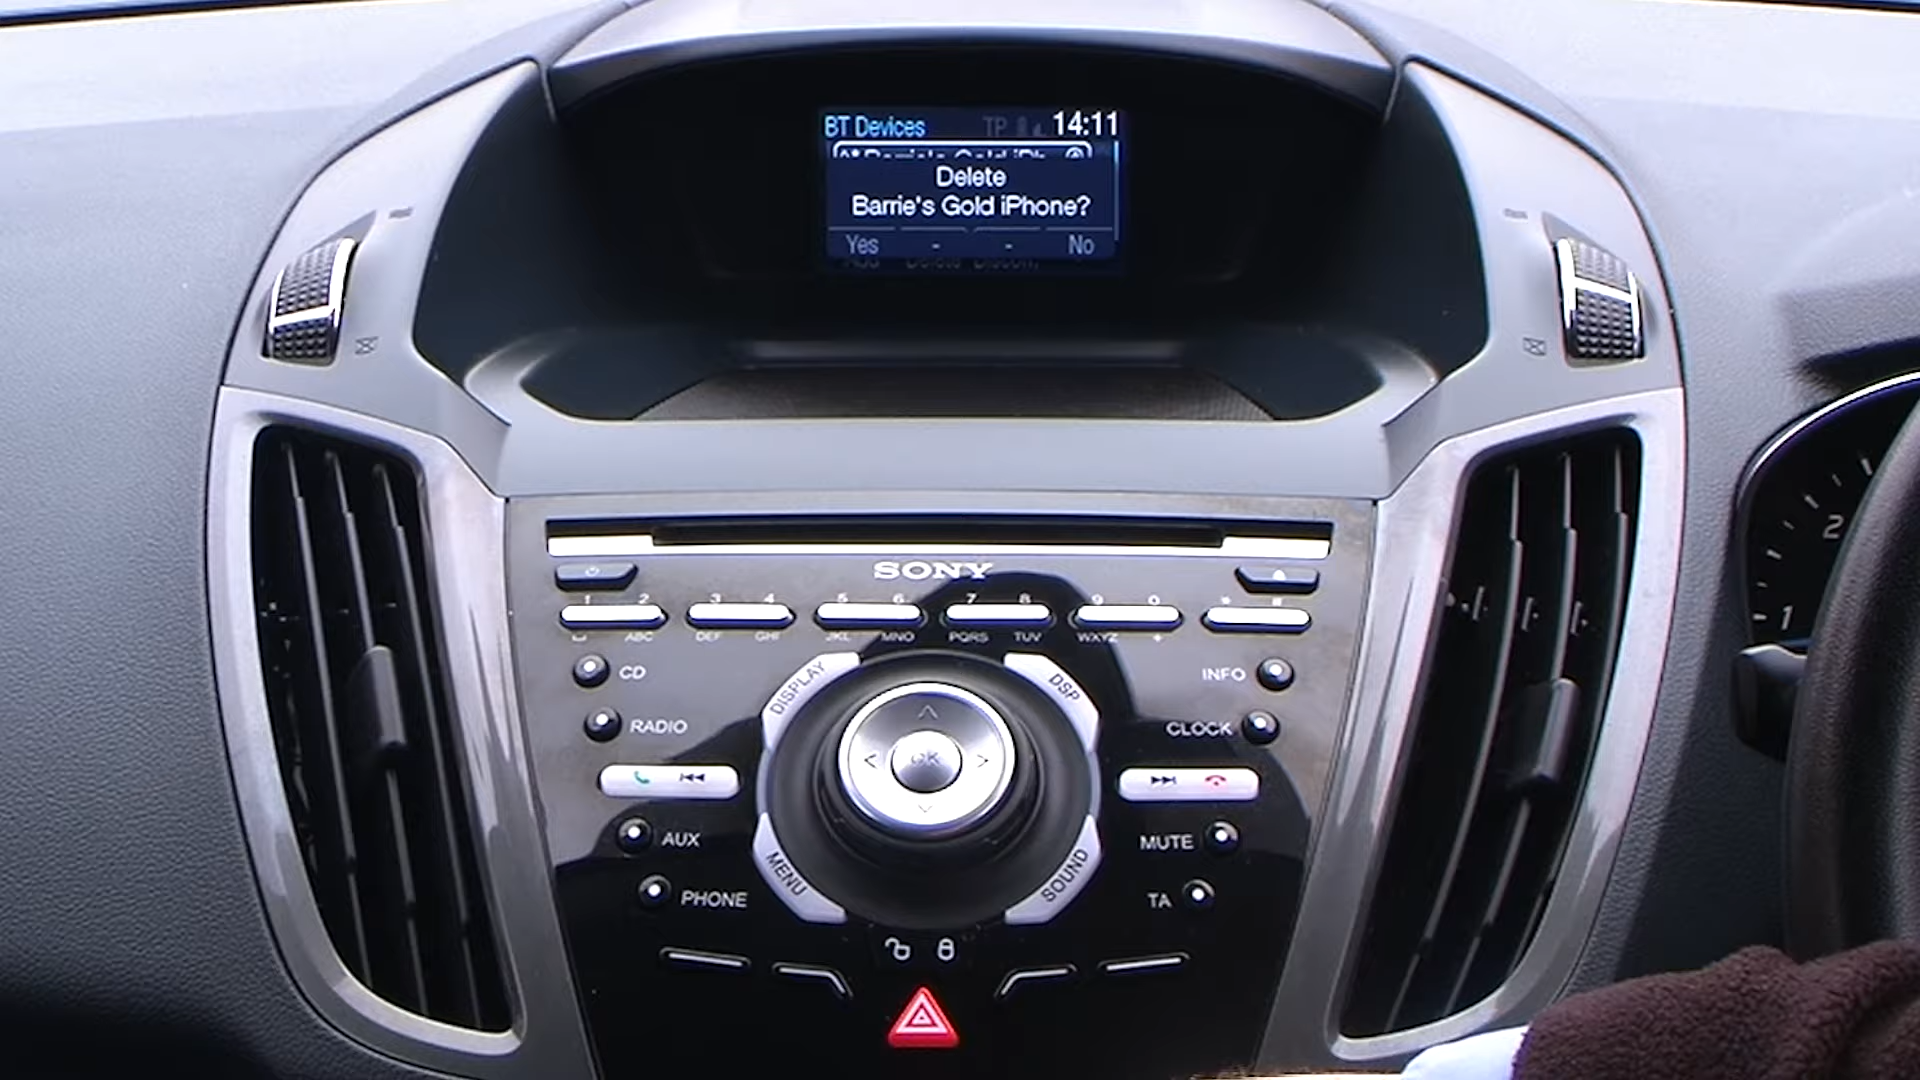 BT Devices TP 14:11
Delete
Barrie's Gold iPhone?
Yes - - No
SONY
1 2 3 4 5 6 7 8 9 0 * #
ABC DEF GHI JKL MNO PQRS TUV WXYZ +
CD
INFO
DISPLAY
DSP
RADIO
CLOCK
OK
AUX
MUTE
MENU
SOUND
PHONE
TA
2
1